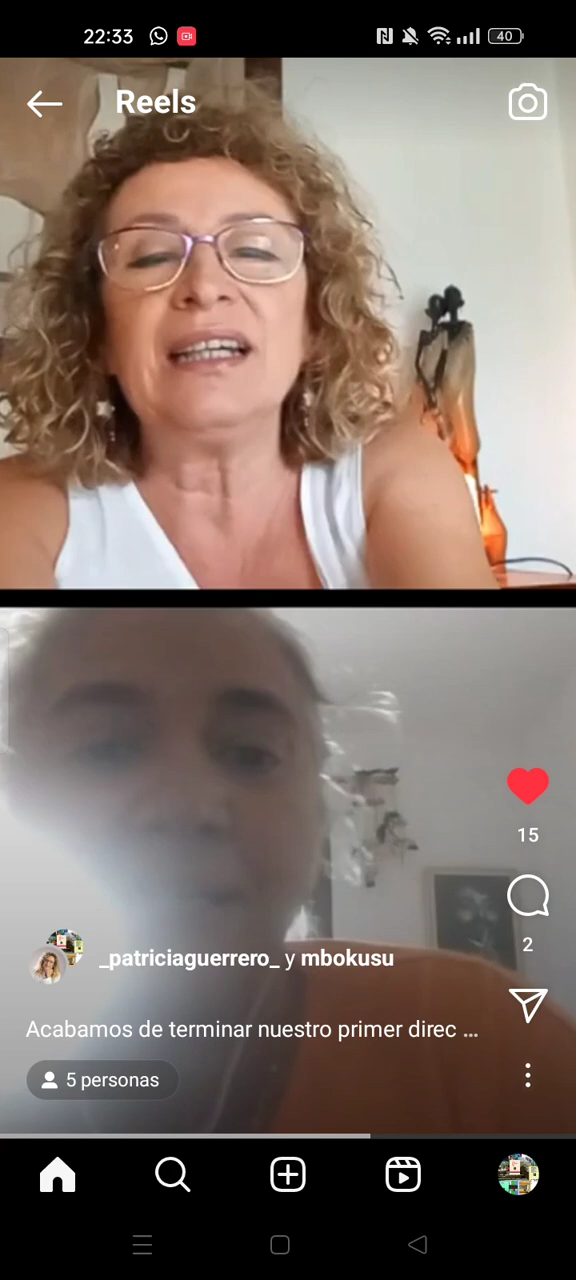 22:33
40
Reels
15
2
_patriciaguerrero_ y mbokusu
Acabamos de terminar nuestro primer direc ...
5 personas